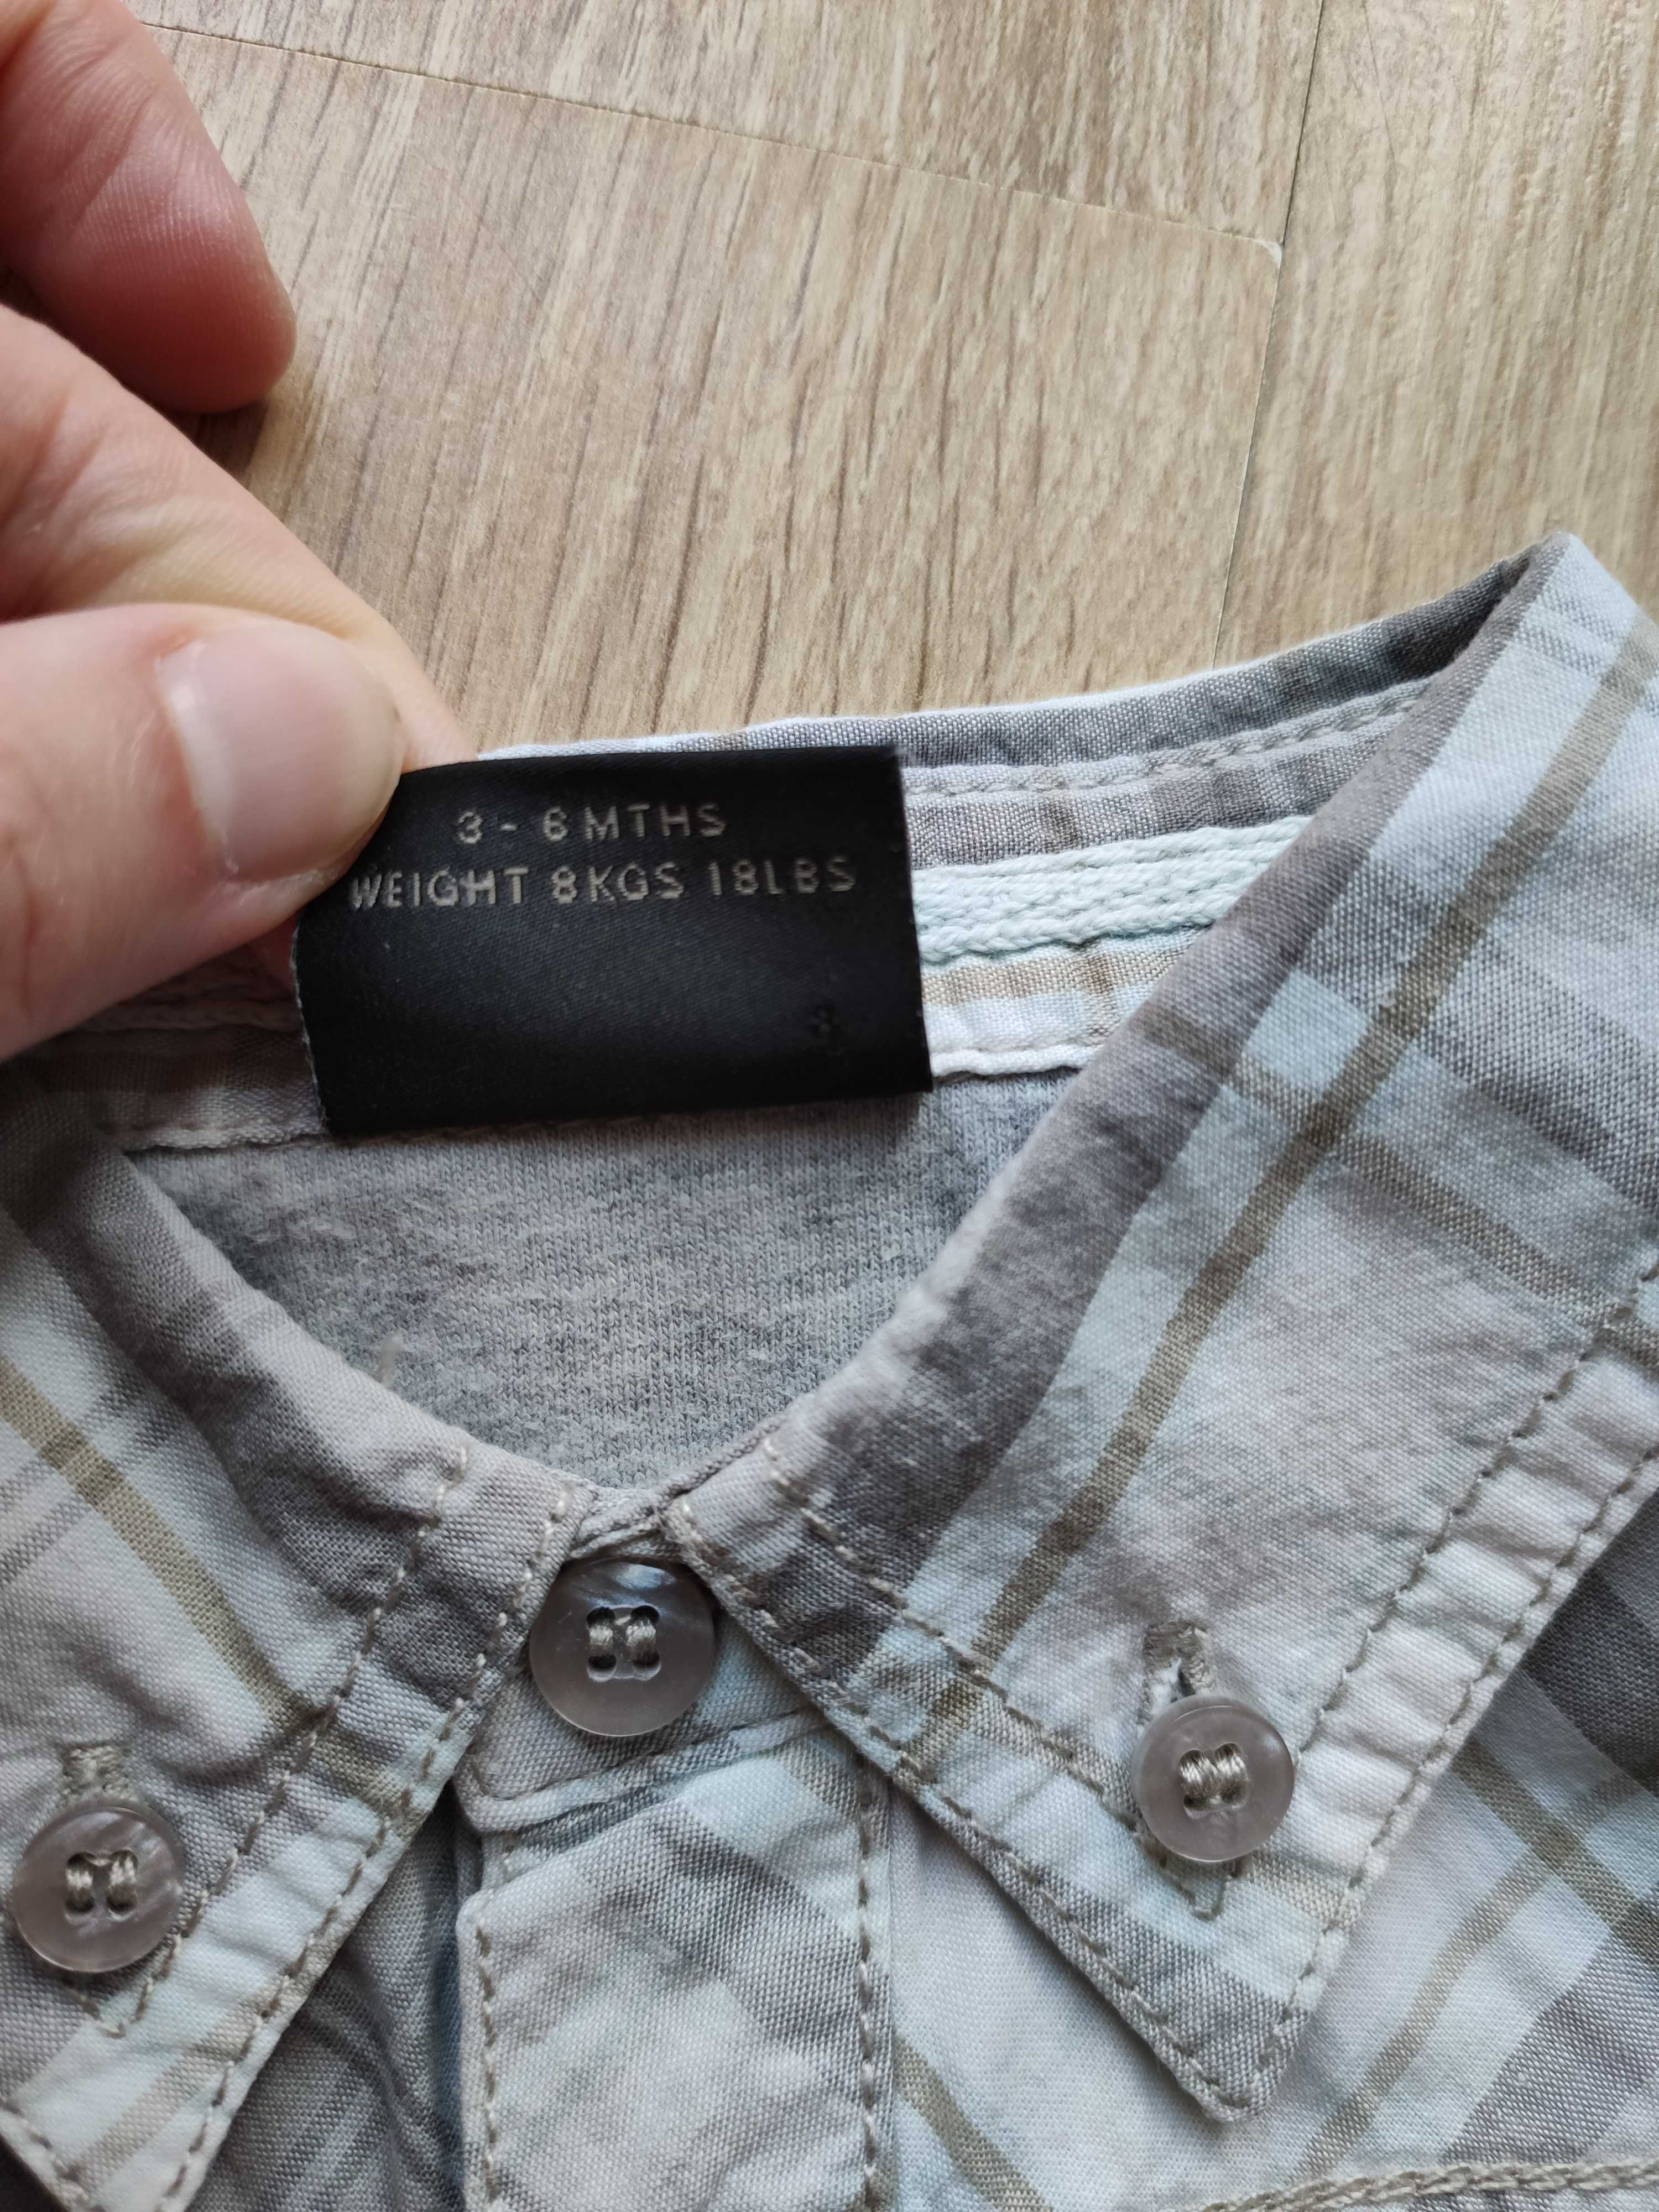 3 - 6 MTHS
WEIGHT 8KGS 18LBS